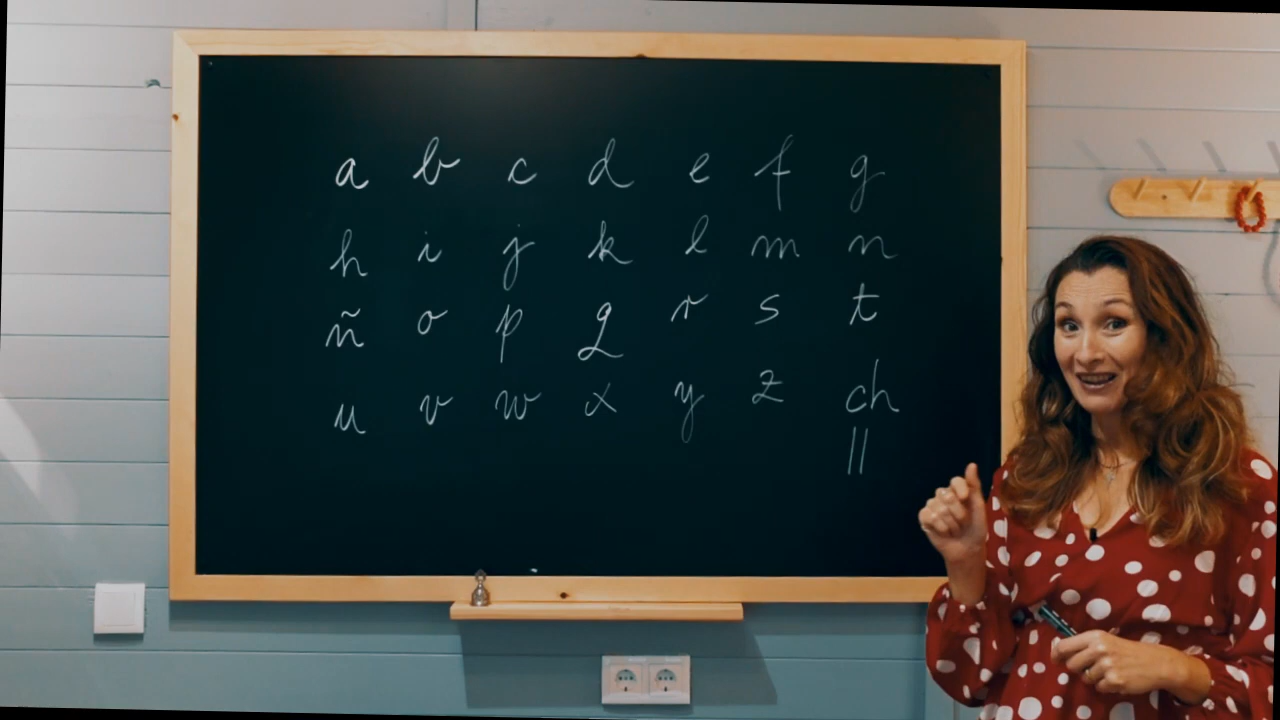 a b c d e f g
h i j k l m n
ñ o p q r s t
u v w x y z ch
ll